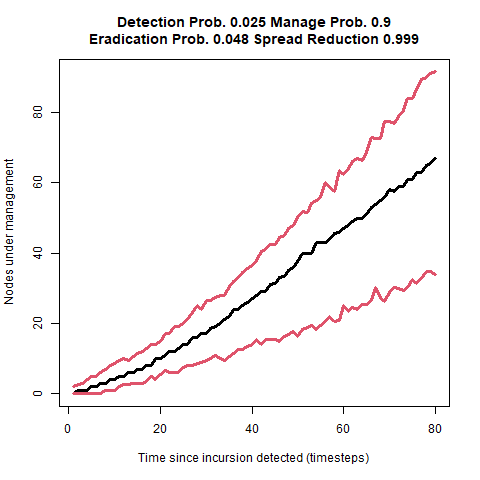 Detection Prob. 0.025 Manage Prob. 0.9
Eradication Prob. 0.048 Spread Reduction 0.999
Nodes under management
80
60
40
20
0
0 20 40 60 80
Time since incursion detected (timesteps)